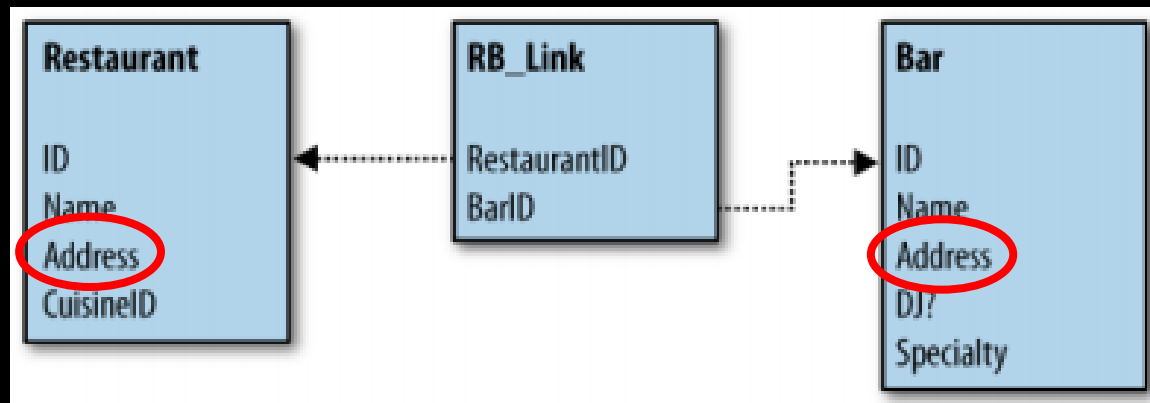 Restaurant
ID
Name
Address
CuisineID
RB_Link
RestaurantID
BarID
Bar
ID
Name
Address
DJ?
Specialty